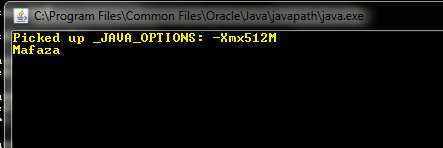 C:\Program Files\Common Files\Oracle\Java\javapath\java.exe
Picked up _JAVA_OPTIONS: -Xmx512M
Mafaza